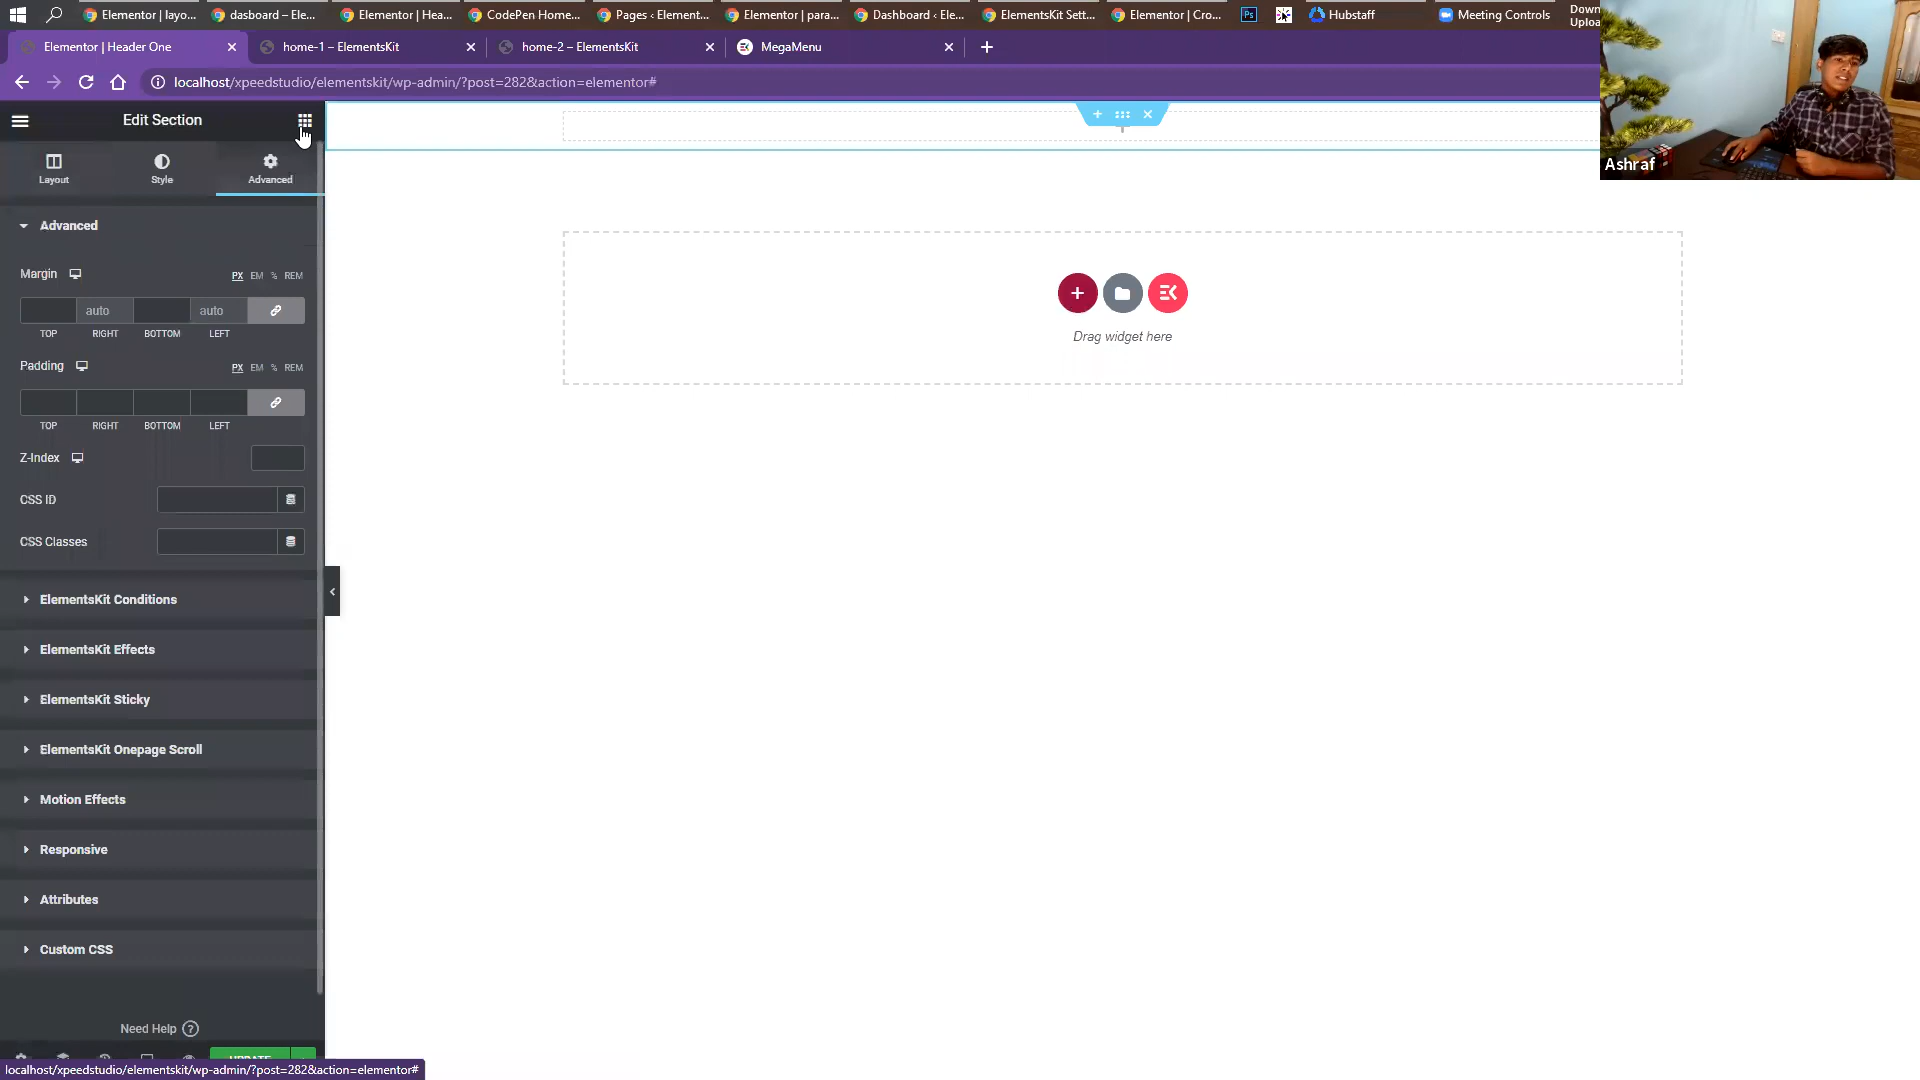 Elementor | layo...
dasboard – Ele...
Elementor | Hea...
CodePen Home...
Pages ‹ Element...
Elementor | para...
Dashboard ‹ Ele...
ElementsKit Sett...
Elementor | Cro...
Ps
Hubstaff
Meeting Controls
Down
Uploa
Elementor | Header One
home-1 – ElementsKit
home-2 – ElementsKit
MegaMenu
localhost/xpeedstudio/elementskit/wp-admin/?post=282&action=elementor#
Edit Section
Ashraf
Layout
Style
Advanced
Advanced
Margin
PX EM % REM
auto
auto
TOP RIGHT BOTTOM LEFT
Drag widget here
Padding
PX EM % REM
TOP RIGHT BOTTOM LEFT
Z-Index
CSS ID
CSS Classes
ElementsKit Conditions
ElementsKit Effects
ElementsKit Sticky
ElementsKit Onepage Scroll
Motion Effects
Responsive
Attributes
Custom CSS
Need Help ?
UPDATE
localhost/xpeedstudio/elementskit/wp-admin/?post=282&action=elementor#